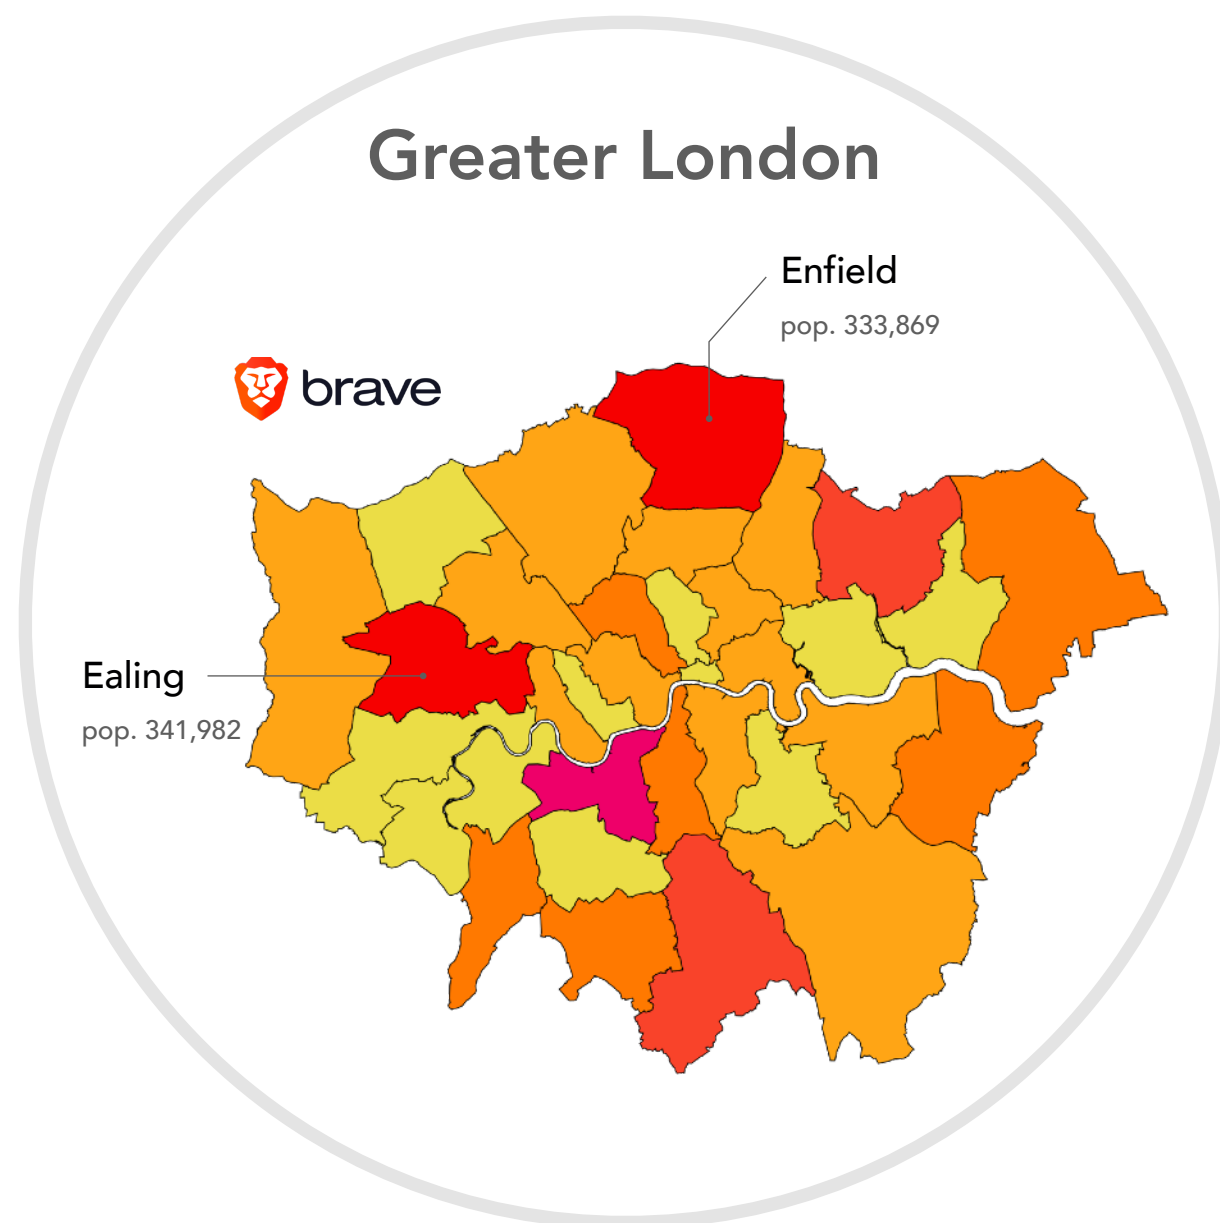 Greater London
Enfield
pop. 333,869
brave
Ealing
pop. 341,982